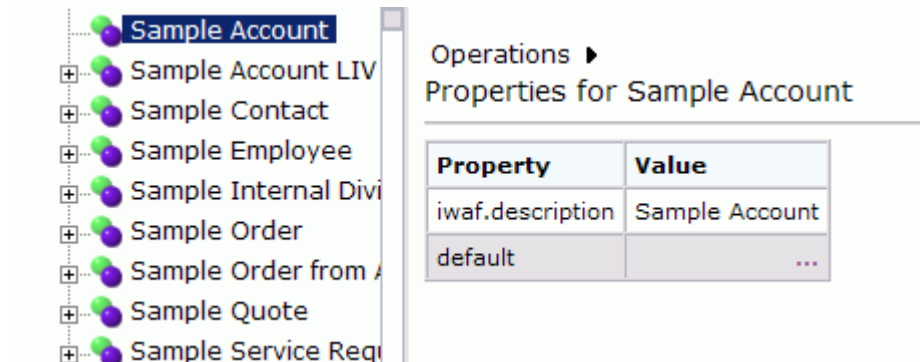 Sample Account
Sample Account LIV
Sample Contact
Sample Employee
Sample Internal Divi
Sample Order
Sample Order from
Sample Quote
Sample Service
Operations
Properties for Sample Account
Property Value
iwaf.description Sample Account
default ...